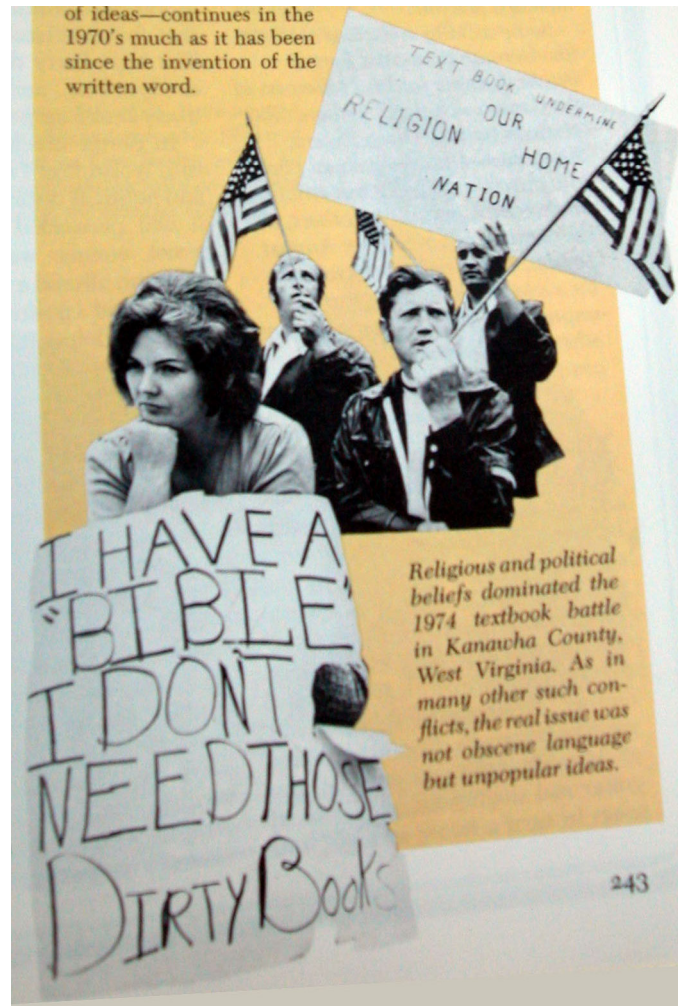 of ideas—continues in the
1970's much as it has been
since the invention of the
written word.
TEXT BOOK UNDERMINE
OUR
RELIGION HOME
NATION
I HAVE A
"BIBLE"
I DON'T
NEED THOSE
DIRTY BOOKS
Religious and political
beliefs dominated the
1974 textbook battle
in Kanawha County,
West Virginia. As in
many other such con-
flicts, the real issue was
not obscene language
but unpopular ideas.
243